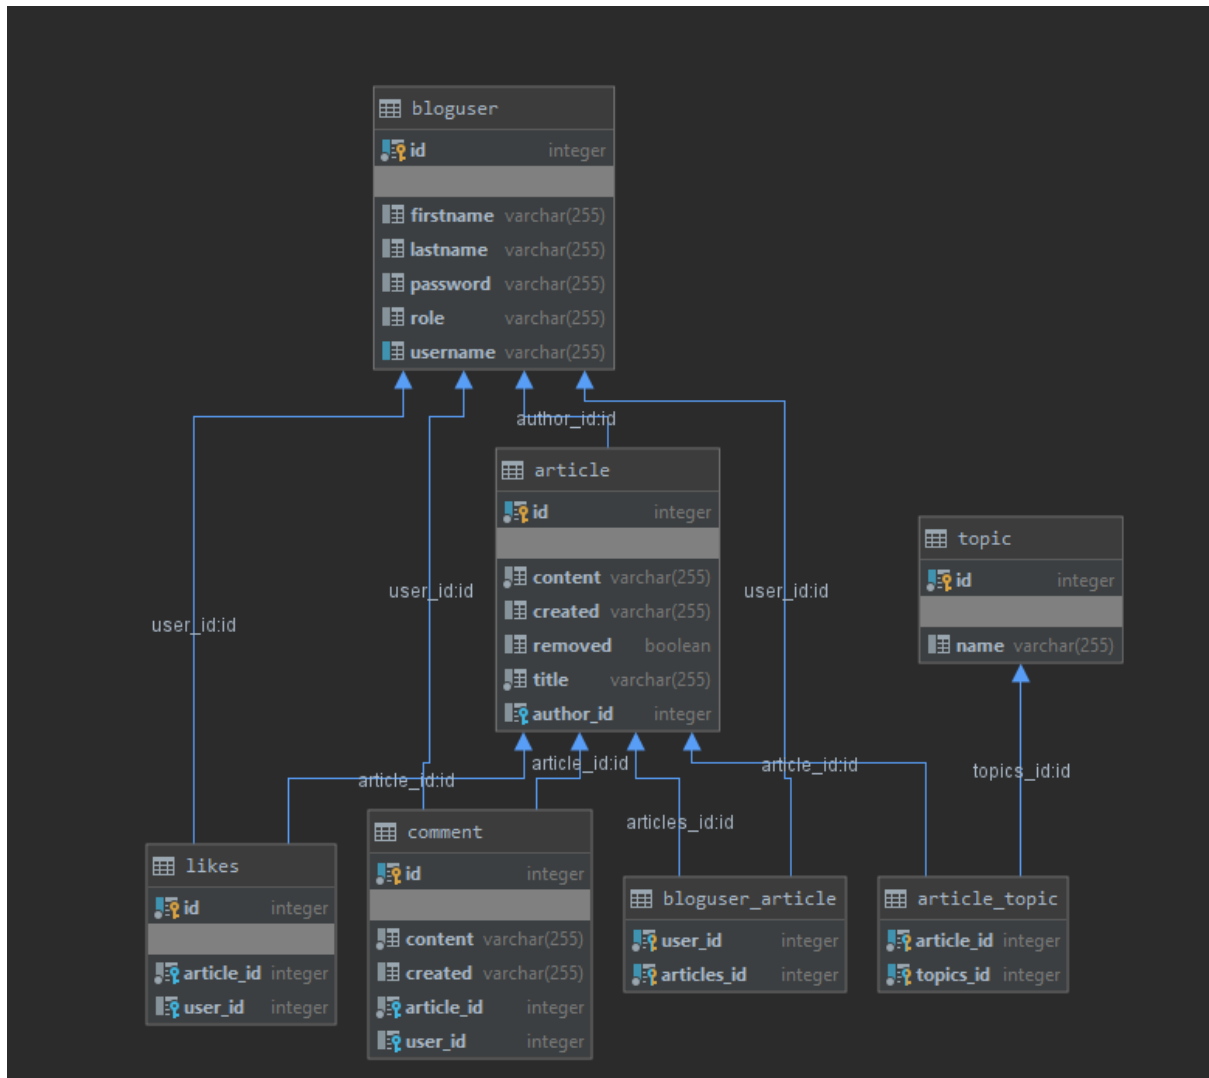 bloguser
id integer
firstname varchar(255)
lastname varchar(255)
password varchar(255)
role varchar(255)
username varchar(255)
author_id:id
article
id integer
content varchar(255)
created varchar(255)
removed boolean
title varchar(255)
author_id integer
topic
id integer
name varchar(255)
user_id:id
user_id:id
user_id:id
article_id:id
article_id:id
articles_id:id
article_id:id
topics_id:id
likes
id integer
article_id integer
user_id integer
comment
id integer
content varchar(255)
created varchar(255)
article_id integer
user_id integer
bloguser_article
user_id integer
articles_id integer
article_topic
article_id integer
topics_id integer